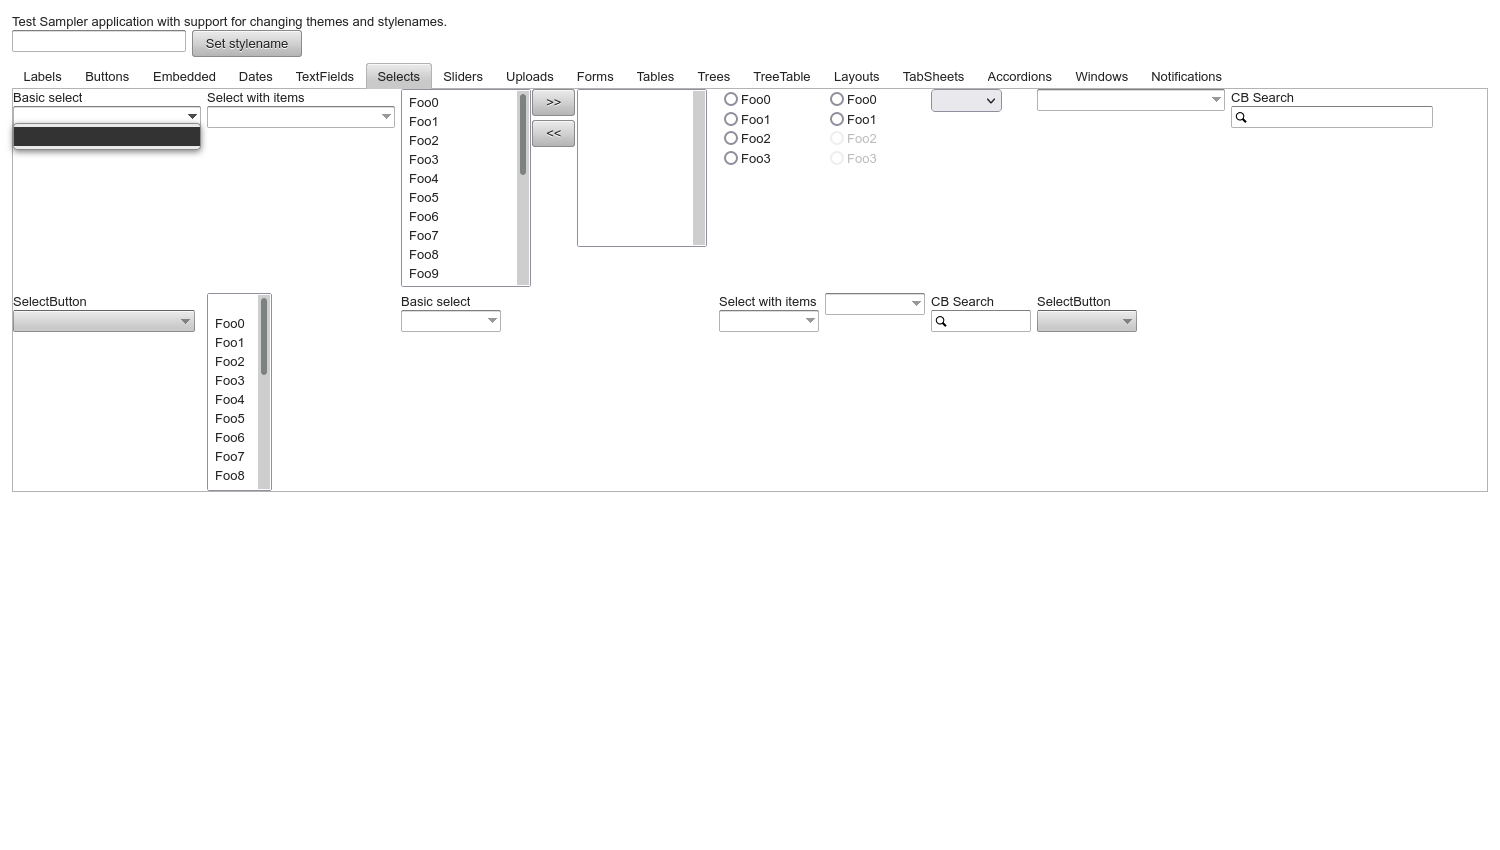 Test Sampler application with support for changing themes and stylenames.
Set stylename
Labels Buttons Embedded Dates TextFields Selects Sliders Uploads Forms Tables Trees TreeTable Layouts TabSheets Accordions Windows Notifications
Basic select
Select with items
Foo0
Foo1
Foo2
Foo3
Foo4
Foo5
Foo6
Foo7
Foo8
Foo9
>>
<<
Foo0
Foo1
Foo2
Foo3
Foo0
Foo1
Foo2
Foo3
CB Search
SelectButton
Foo0
Foo1
Foo2
Foo3
Foo4
Foo5
Foo6
Foo7
Foo8
Basic select
Select with items
CB Search
SelectButton